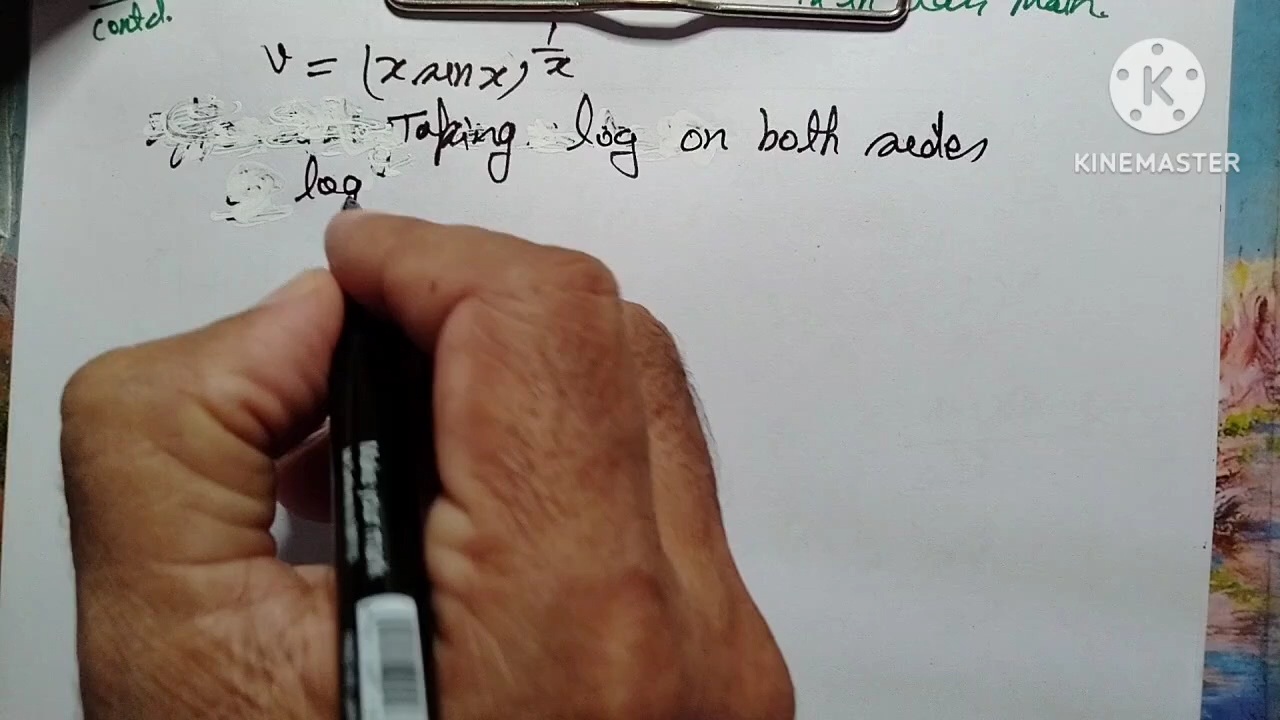 contd.
v = (x sin x)^{1/x}
Taking log on both sides
log
K
KINEMASTER